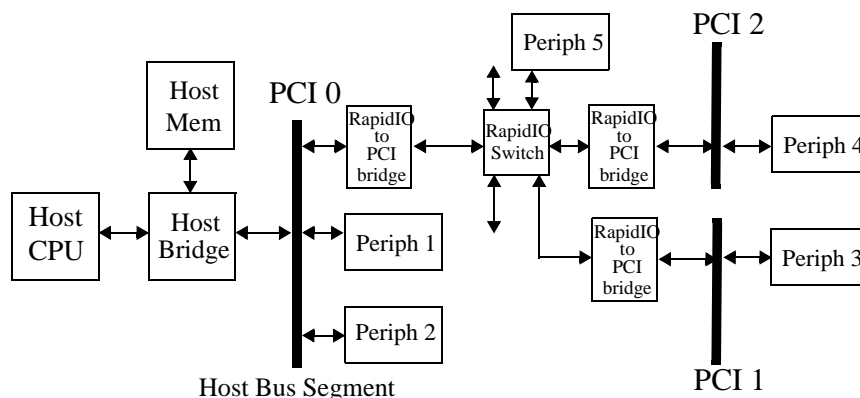 Periph 5
PCI 2
Host
Mem
PCI 0
RapidIO
to
PCI
bridge
RapidIO
Switch
RapidIO
to
PCI
bridge
Periph 4
Host
CPU
Host
Bridge
Periph 1
RapidIO
to
PCI
bridge
Periph 3
Periph 2
Host Bus Segment
PCI 1